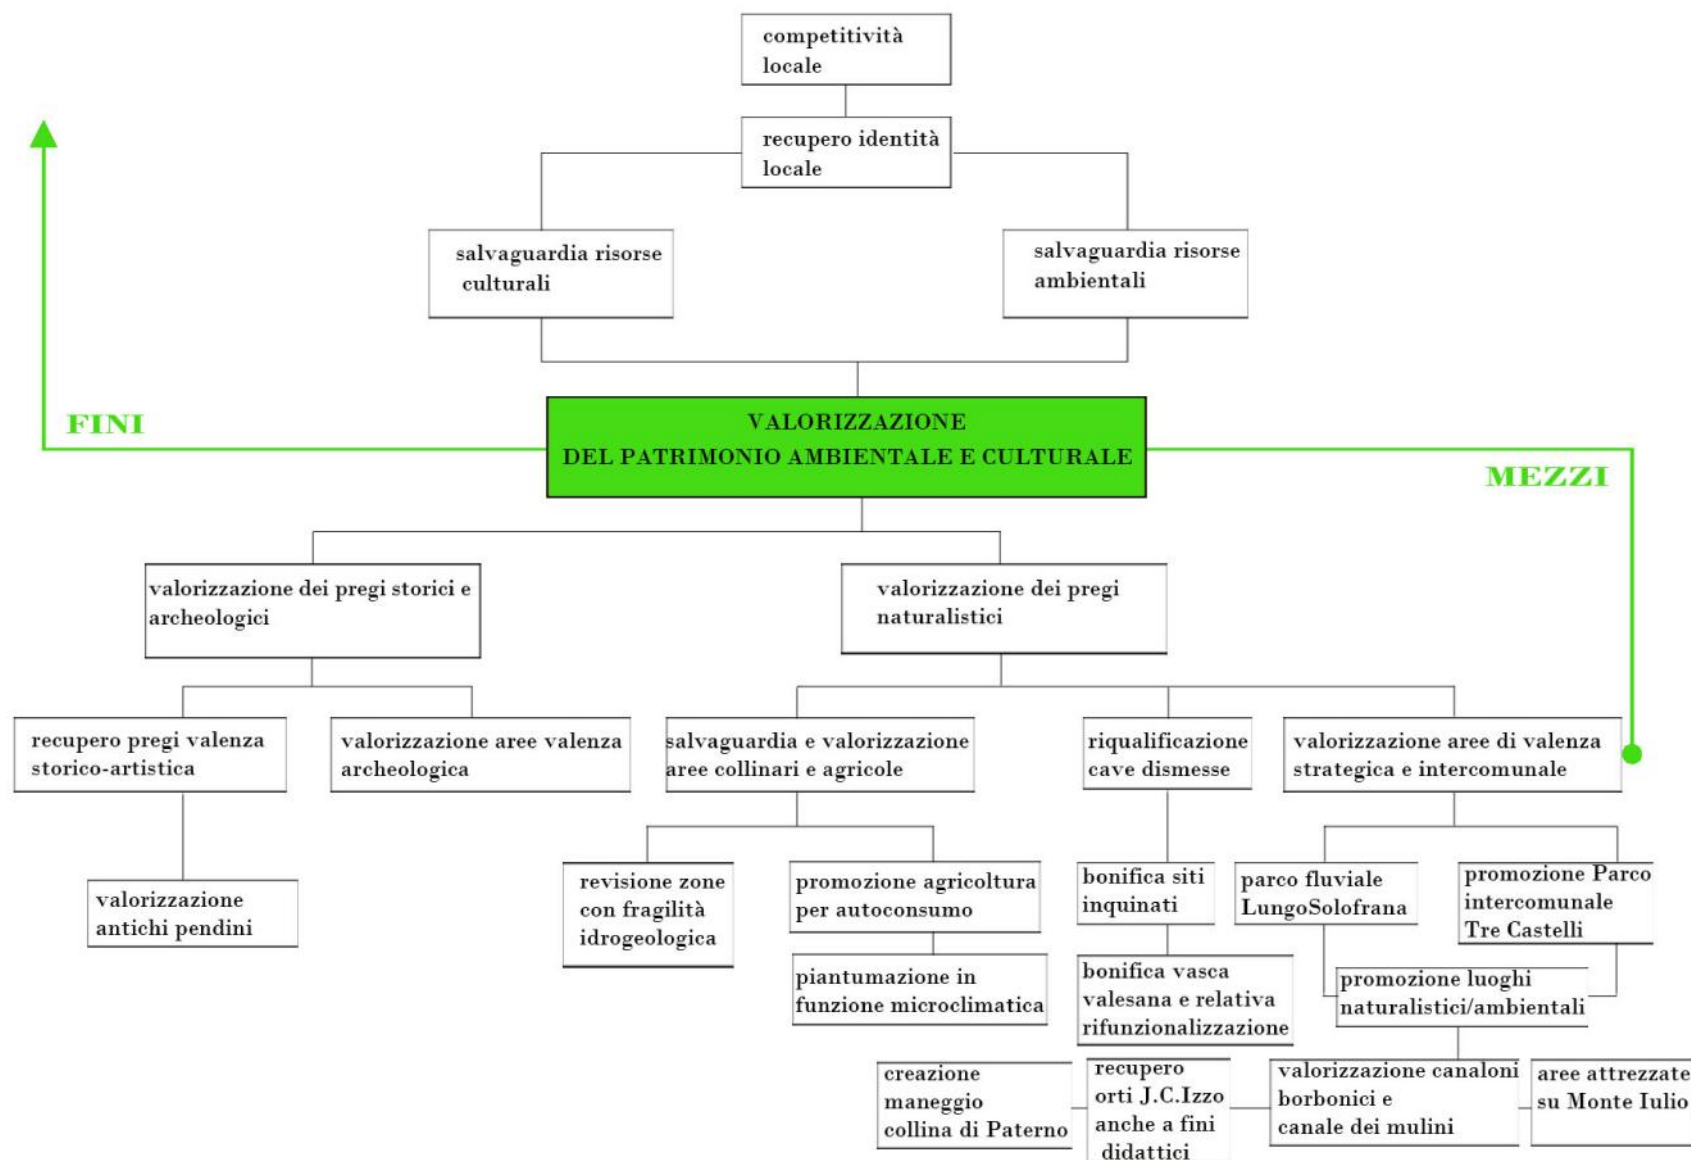 competitività
locale
recupero identità
locale
salvaguardia risorse
culturali
salvaguardia risorse
ambientali
FINI
VALORIZZAZIONE
DEL PATRIMONIO AMBIENTALE E CULTURALE
MEZZI
valorizzazione dei pregi storici e
archeologici
valorizzazione dei pregi
naturalistici
recupero pregi valenza
storico-artistica
valorizzazione aree valenza
archeologica
salvaguardia e valorizzazione
aree collinari e agricole
riqualificazione
cave dismesse
valorizzazione aree di valenza
strategica e intercomunale
valorizzazione
antichi pendini
revisione zone
con fragilità
idrogeologica
promozione agricoltura
per autoconsumo
bonifica siti
inquinati
parco fluviale
LungoSolofrana
promozione Parco
intercomunale
Tre Castelli
piantumazione in
funzione microclimatica
bonifica vasca
valesana e relativa
rifunzionalizzazione
promozione luoghi
naturalistici/ambientali
creazione
maneggio
collina di Paterno
recupero
orti J.C.Izzo
anche a fini
didattici
valorizzazione canaloni
borbonici e
canale dei mulini
aree attrezzate
su Monte Iulio